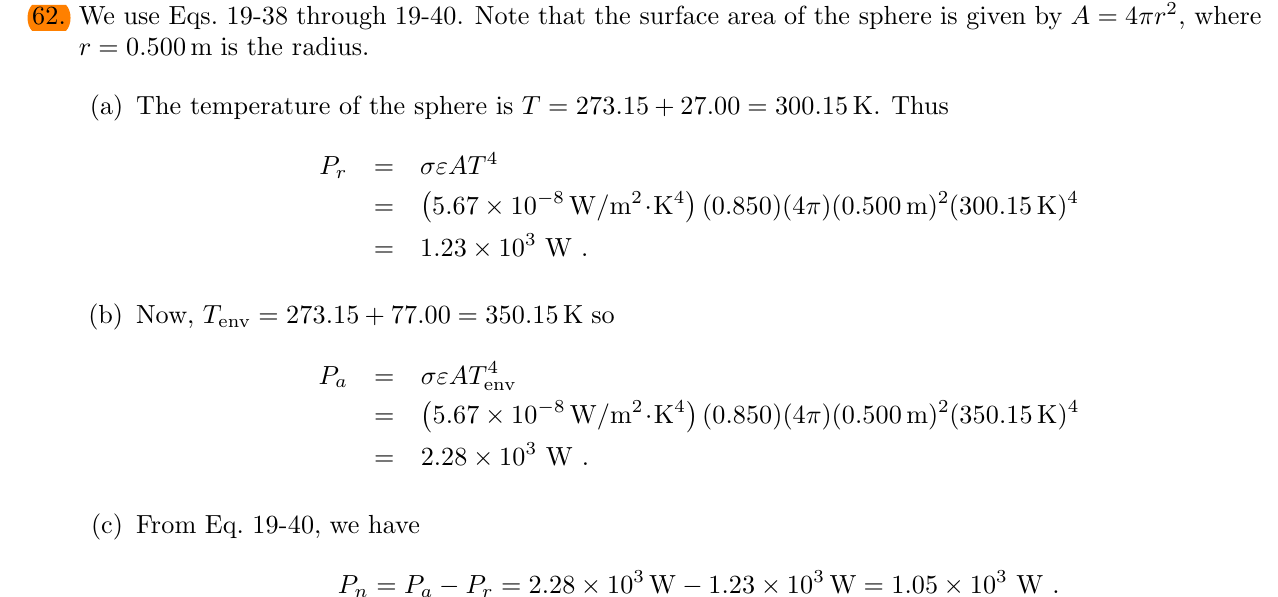 62. We use Eqs. 19-38 through 19-40. Note that the surface area of the sphere is given by A = 4πr², where
r = 0.500 m is the radius.
(a) The temperature of the sphere is T = 273.15 + 27.00 = 300.15 K. Thus
P_r = σεAT⁴
= (5.67 × 10⁻⁸ W/m²·K⁴) (0.850)(4π)(0.500 m)²(300.15 K)⁴
= 1.23 × 10³ W .
(b) Now, T_env = 273.15 + 77.00 = 350.15 K so
P_a = σεAT_env⁴
= (5.67 × 10⁻⁸ W/m²·K⁴) (0.850)(4π)(0.500 m)²(350.15 K)⁴
= 2.28 × 10³ W .
(c) From Eq. 19-40, we have
P_n = P_a − P_r = 2.28 × 10³ W − 1.23 × 10³ W = 1.05 × 10³ W .